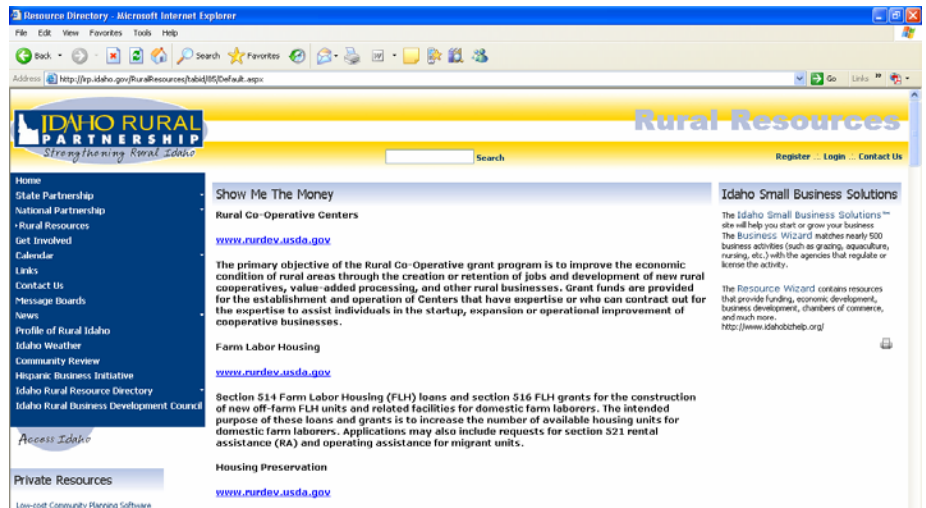 Resource Directory - Microsoft Internet Explorer
File Edit View Favorites Tools Help
Back Search Favorites
Address http://irp.idaho.gov/RuralResources/tabid/85/Default.aspx Go Links
IDAHO RURAL
PARTNERSHIP
Strengthening Rural Idaho
Rural Resources
Search
Register .:. Login .:. Contact Us
Home
State Partnership
National Partnership
Rural Resources
Get Involved
Calendar
Links
Contact Us
Message Boards
News
Profile of Rural Idaho
Idaho Weather
Community Review
Hispanic Business Initiative
Idaho Rural Resource Directory
Idaho Rural Business Development Council
Access Idaho
Private Resources
Low-cost Community Planning Software
Show Me The Money
Rural Co-Operative Centers
www.rurdev.usda.gov
The primary objective of the Rural Co-Operative grant program is to improve the economic
condition of rural areas through the creation or retention of jobs and development of new rural
cooperatives, value-added processing, and other rural businesses. Grant funds are provided
for the establishment and operation of Centers that have expertise or who can contract out for
the expertise to assist individuals in the startup, expansion or operational improvement of
cooperative businesses.
Farm Labor Housing
www.rurdev.usda.gov
Section 514 Farm Labor Housing (FLH) loans and section 516 FLH grants for the construction
of new off-farm FLH units and related facilities for domestic farm laborers. The intended
purpose of these loans and grants is to increase the number of available housing units for
domestic farm laborers. Applications may also include requests for section 521 rental
assistance (RA) and operating assistance for migrant units.
Housing Preservation
www.rurdev.usda.gov
Idaho Small Business Solutions
The Idaho Small Business Solutions™
site will help you start or grow your business
The Business Wizard matches nearly 500
business activities (such as grazing, aquaculture,
nursing, etc.) with the agencies that regulate or
license the activity.
The Resource Wizard contains resources
that provide funding, economic development,
business development, chambers of commerce,
and much more.
http://www.idahobizhelp.org/